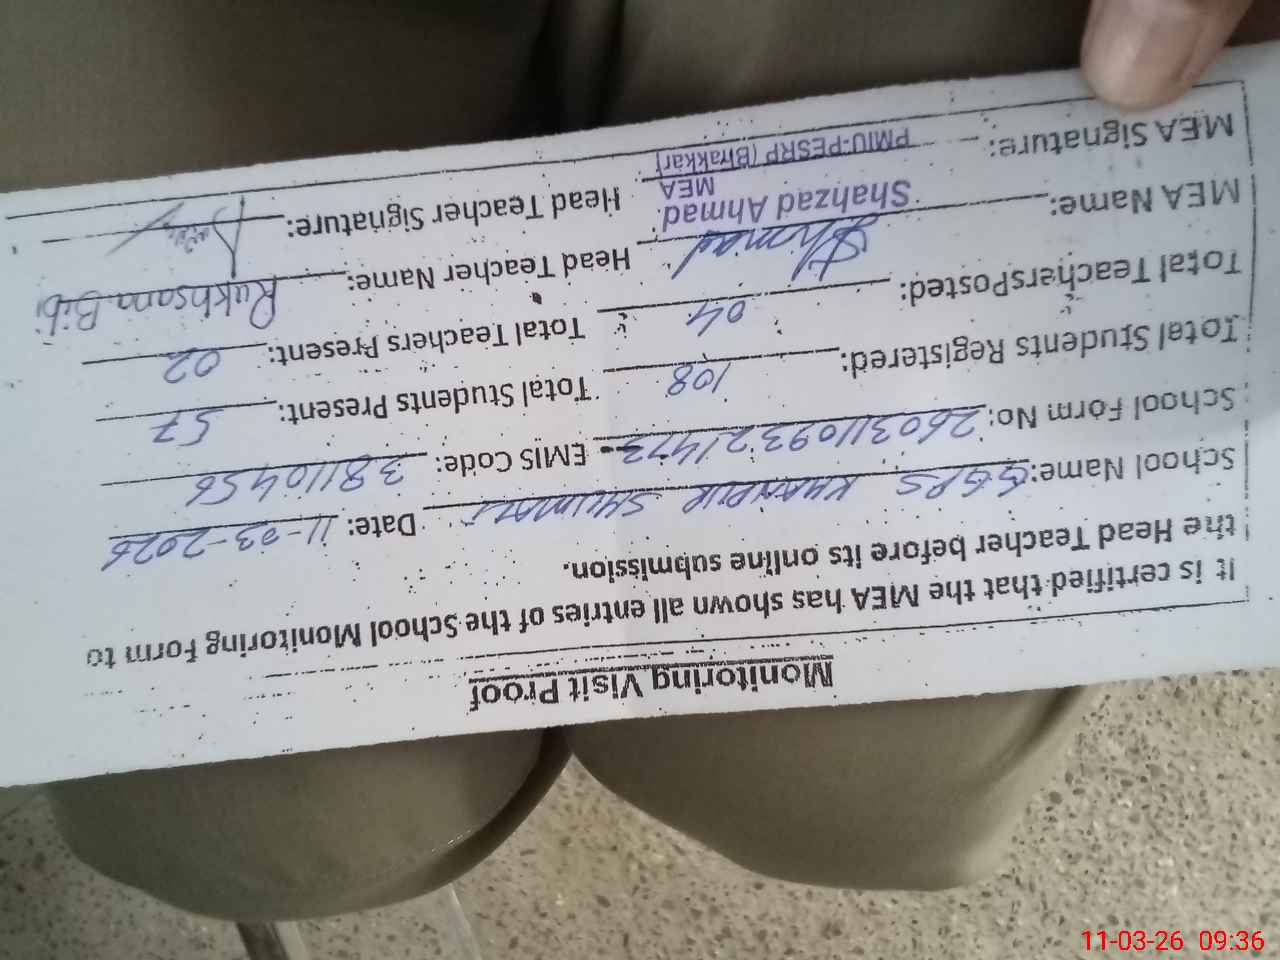 Monitoring Visit Proof
It is certified that the MEA has shown all entries of the School Monitoring Form to
the Head Teacher before its online submission.
School Name: GGPS KHANPUR SHUMALI Date: 11-03-2026
School Form No: 26031109321473 EMIS Code: 38110456
Total Students Registered: 108 Total Students Present: 57
Total TeachersPosted: 04 Total Teachers Present: 02
MEA Name: Head Teacher Name: Rukhsana Bibi
Shahzad Ahmad
MEA
MEA Signature: Head Teacher Signature:
PMIU-PESRP (Bhakkar)
11-03-26 09:36